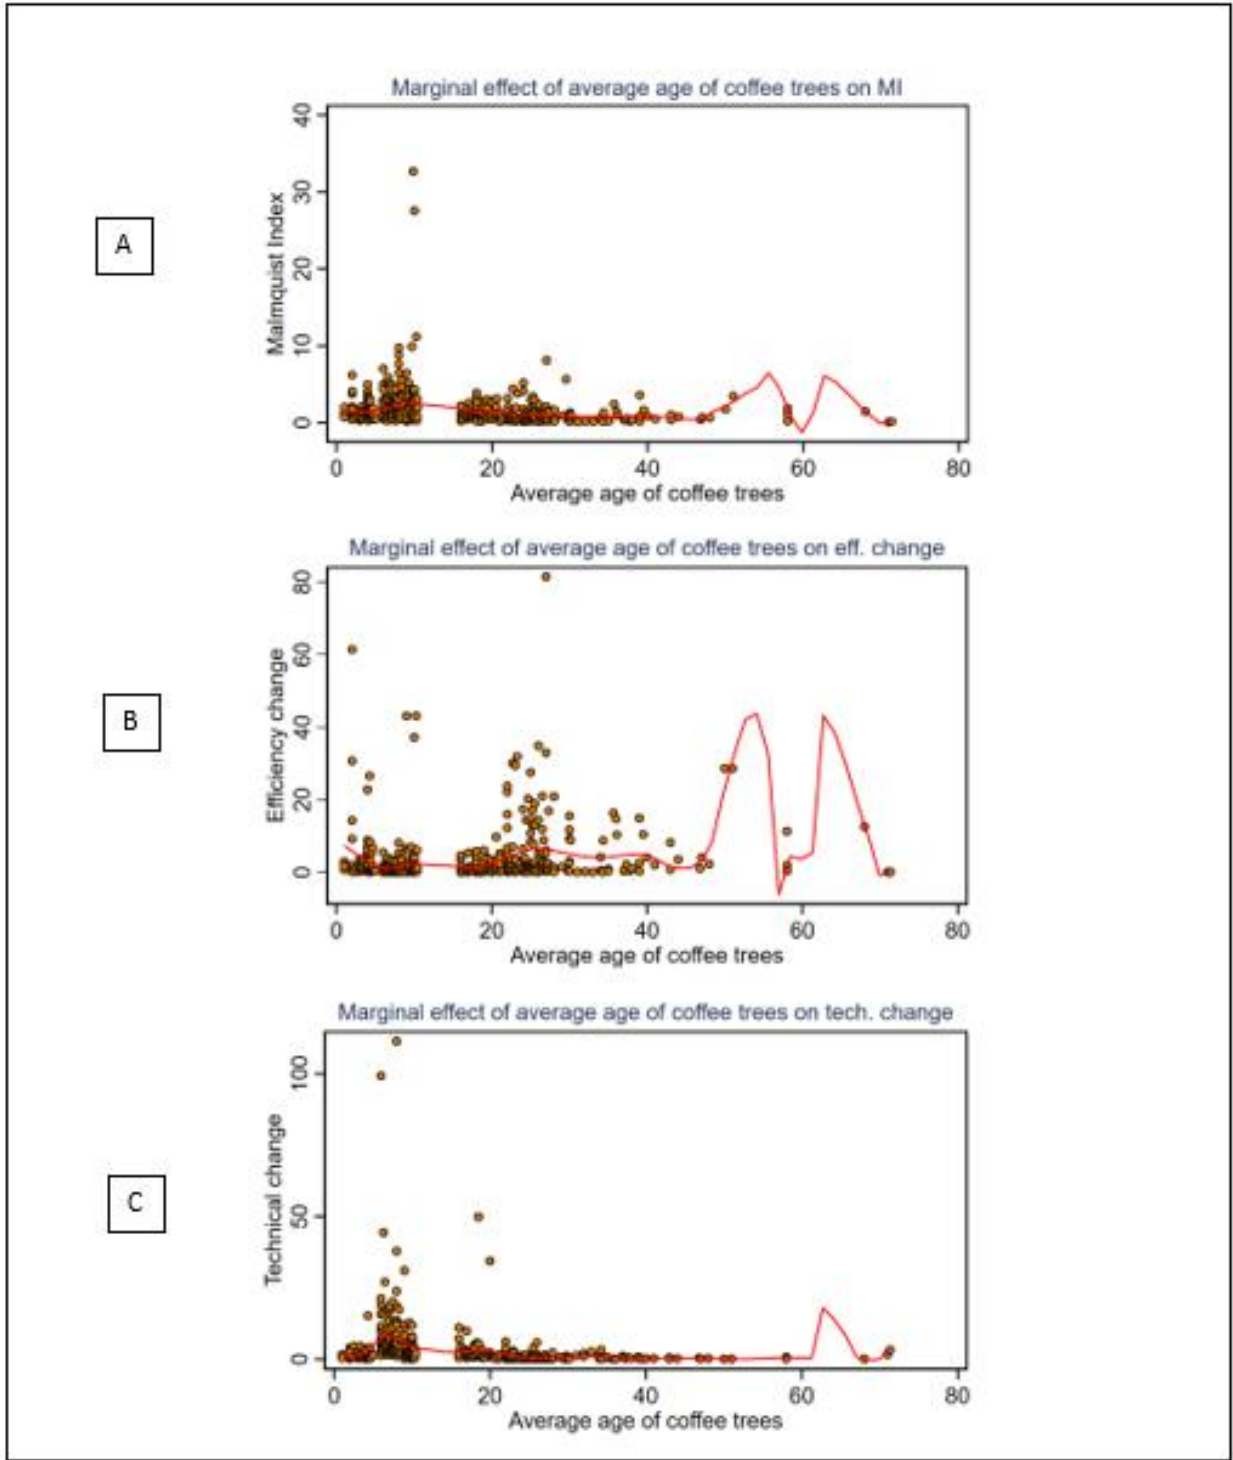 A
Marginal effect of average age of coffee trees on MI
Malmquist Index
40
30
20
10
0
0 20 40 60 80
Average age of coffee trees
B
Marginal effect of average age of coffee trees on eff. change
Efficiency change
80
60
40
20
0
0 20 40 60 80
Average age of coffee trees
C
Marginal effect of average age of coffee trees on tech. change
Technical change
100
50
0
0 20 40 60 80
Average age of coffee trees